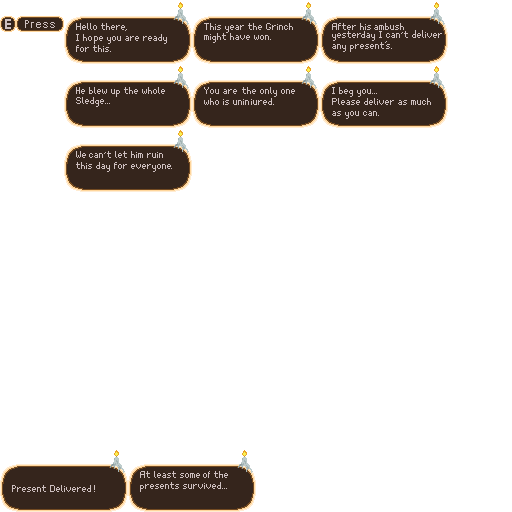 E Press
Hello there,
I hope you are ready
for this.
This year the Grinch
might have won.
After his ambush
yesterday I can't deliver
any present's.
He blew up the whole
Sledge...
You are the only one
who is uniniured.
I beg you...
Please deliver as much
as you can.
We can't let him ruin
this day for everyone.
Present Delivered!
At least some of the
presents survived...